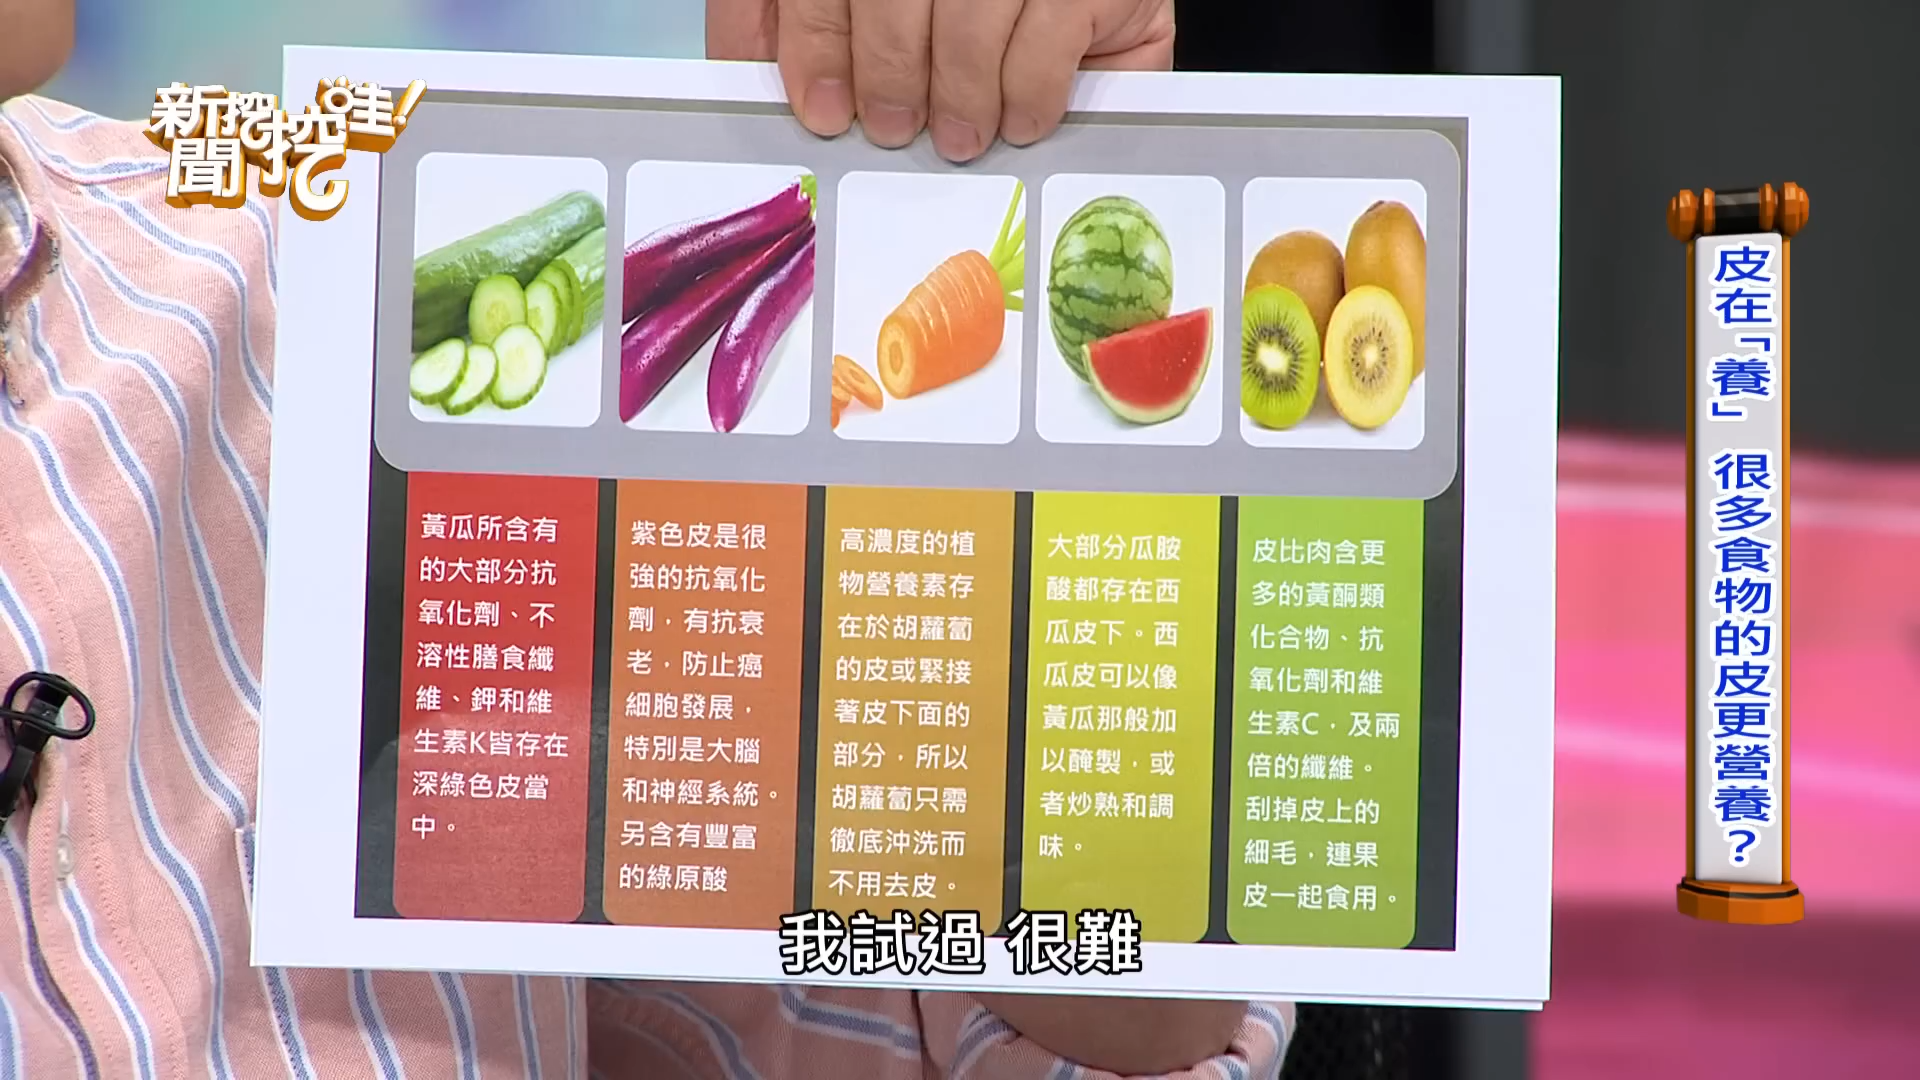 新聞挖挖哇!
黃瓜所含有
的大部分抗
氧化劑、不
溶性膳食纖
維、鉀和維
生素K皆存在
深綠色皮當
中。
紫色皮是很
強的抗氧化
劑，有抗衰
老，防止癌
細胞發展，
特別是大腦
和神經系統。
另含有豐富
的綠原酸
高濃度的植
物營養素存
在於胡蘿蔔
的皮或緊接
著皮下面的
部分，所以
胡蘿蔔只需
徹底沖洗而
不用去皮。
大部分瓜胺
酸都存在西
瓜皮下。西
瓜皮可以像
黃瓜那般加
以醃製，或
者炒熟和調
味。
皮比肉含更
多的黃酮類
化合物、抗
氧化劑和維
生素C，及兩
倍的纖維。
刮掉皮上的
細毛，連果
皮一起食用。
皮在「養」 很多食物的皮更營養?
我試過 很難